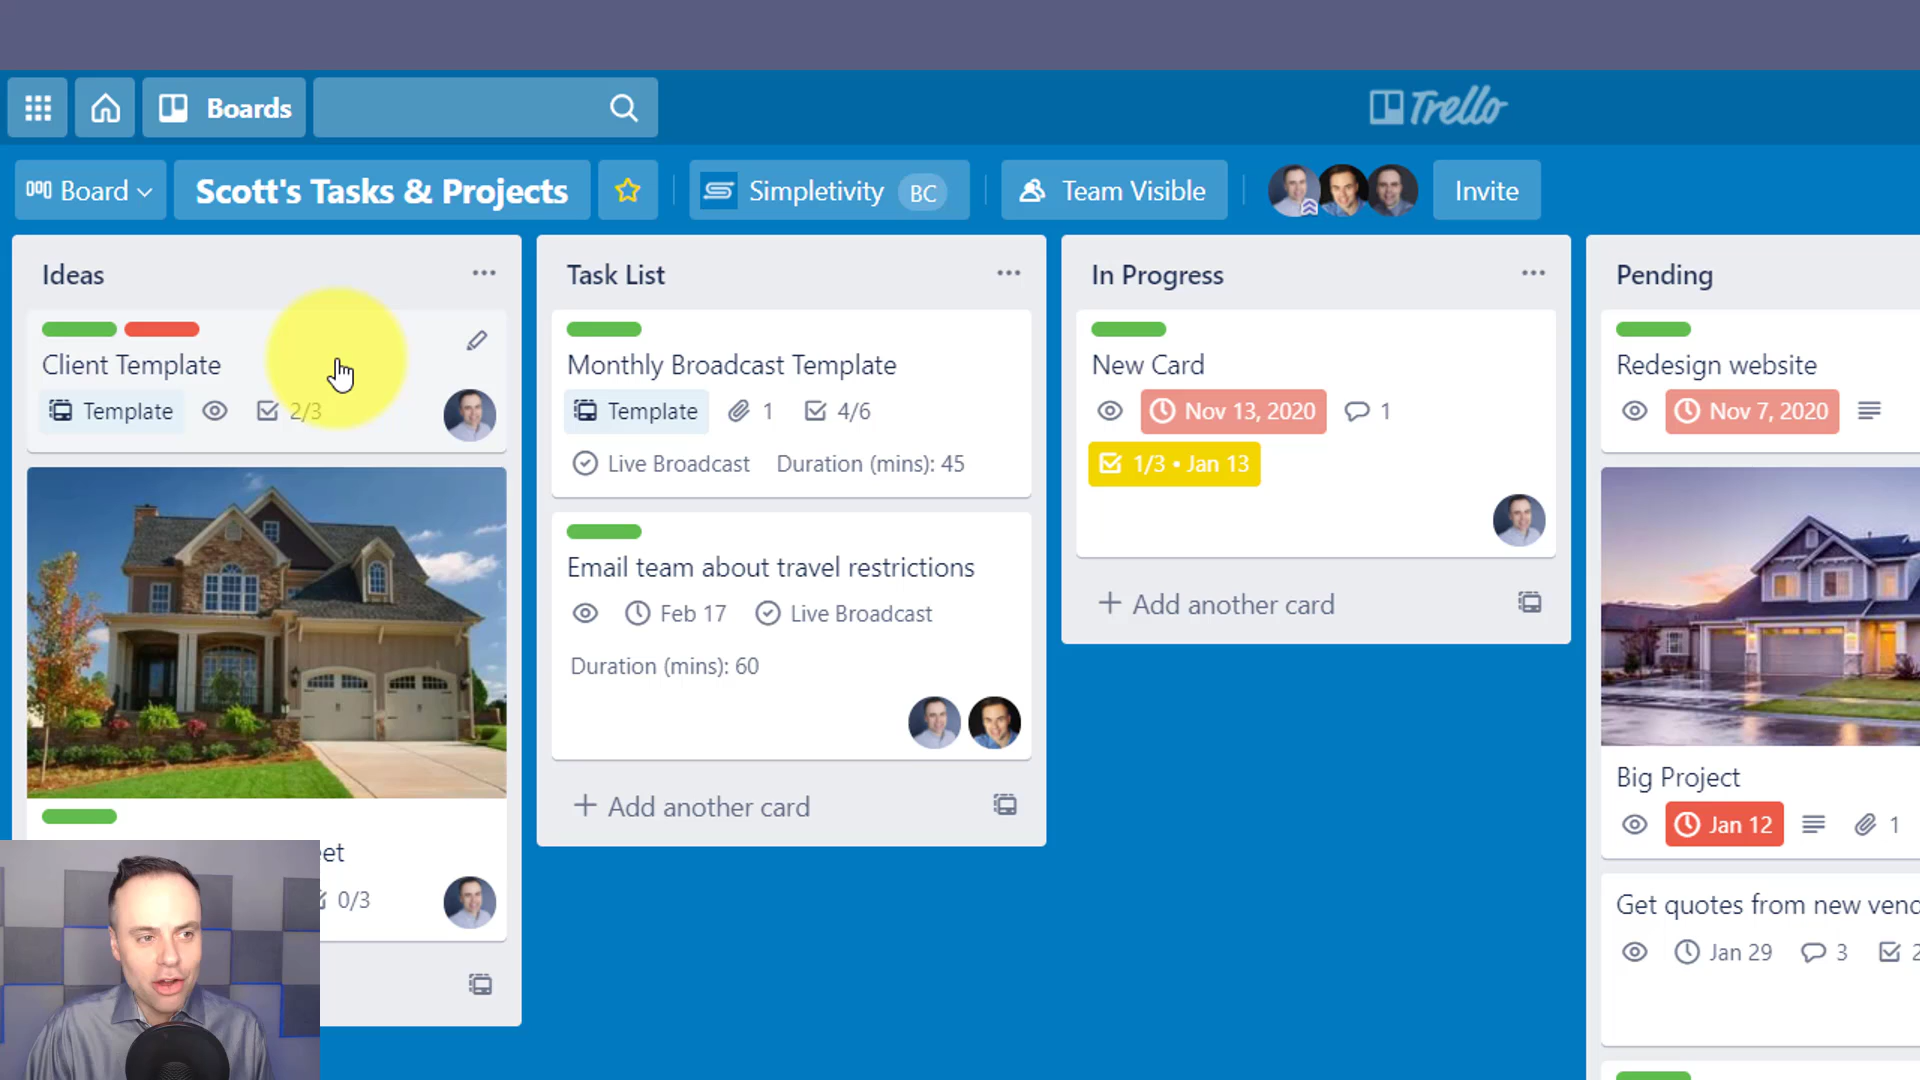 Boards
Trello
Board
Scott's Tasks & Projects
Simpletivity BC
Team Visible
Invite
Ideas
Client Template
Template 2/3
0/3
Task List
Monthly Broadcast Template
Template 1 4/6
Live Broadcast Duration (mins): 45
Email team about travel restrictions
Feb 17 Live Broadcast
Duration (mins): 60
+ Add another card
In Progress
New Card
Nov 13, 2020 1
1/3 • Jan 13
+ Add another card
Pending
Redesign website
Nov 7, 2020
Big Project
Jan 12 1
Get quotes from new
Jan 29 3